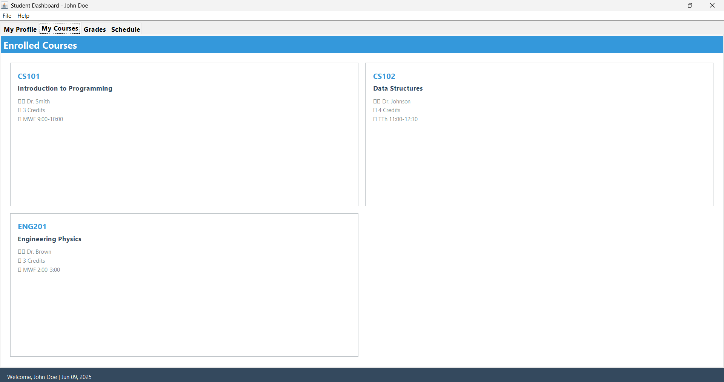 Student Dashboard - John Doe
File Help
My Profile My Courses Grades Schedule
Enrolled Courses
CS101
Introduction to Programming
Dr. Smith
3 Credits
MWF 9:00-10:00
CS102
Data Structures
Dr. Johnson
4 Credits
11:00-12:30
ENG201
Engineering Physics
Dr. Brown
3 Credits
MWF 2:00-3:00
Welcome, John Doe | Jun 09, 2025